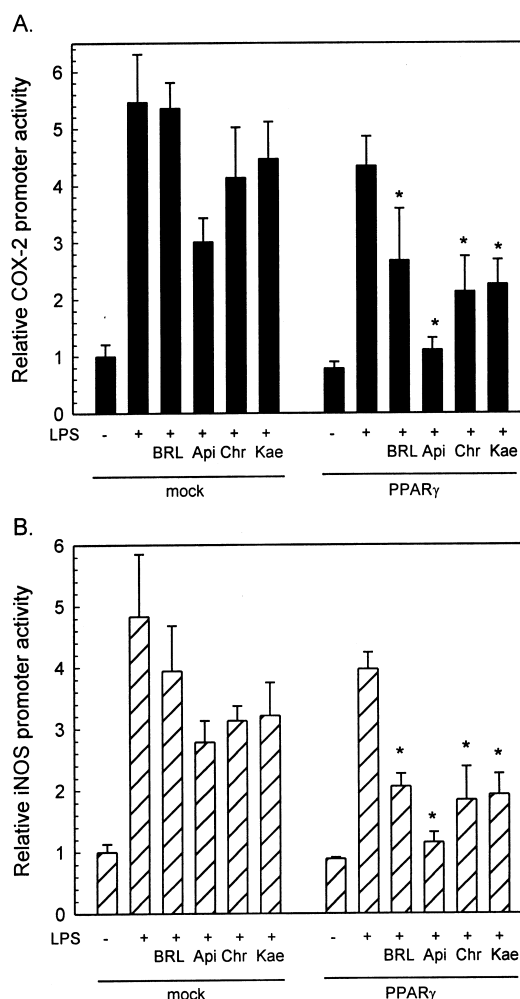 A.
Relative COX-2 promoter activity
6
5
4
3
2
1
0
* * * *
LPS - + + + + + - + + + + +
BRL Api Chr Kae BRL Api Chr Kae
mock PPARγ
B.
Relative iNOS promoter activity
6
5
4
3
2
1
0
* * * *
LPS - + + + + + - + + + + +
BRL Api Chr Kae BRL Api Chr Kae
mock PPARγ